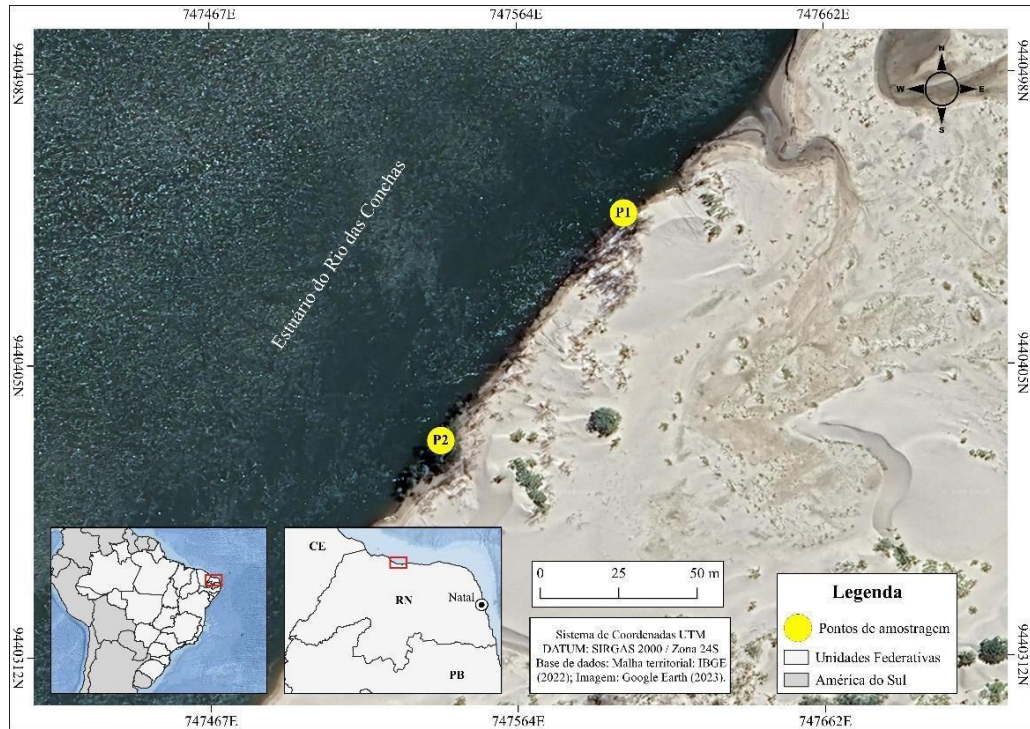 747467E
747564E
747662E
9440498N
9440498N
N
W
E
S
P1
Estuário do Rio das Conchas
9440405N
9440405N
P2
CE
RN
Natal
PB
0
25
50 m
Sistema de Coordenadas UTM
DATUM: SIRGAS 2000 / Zona 24S
Base de dados: Malha territorial: IBGE
(2022); Imagem: Google Earth (2023).
Legenda
Pontos de amostragem
Unidades Federativas
América do Sul
9440312N
9440312N
747467E
747564E
747662E